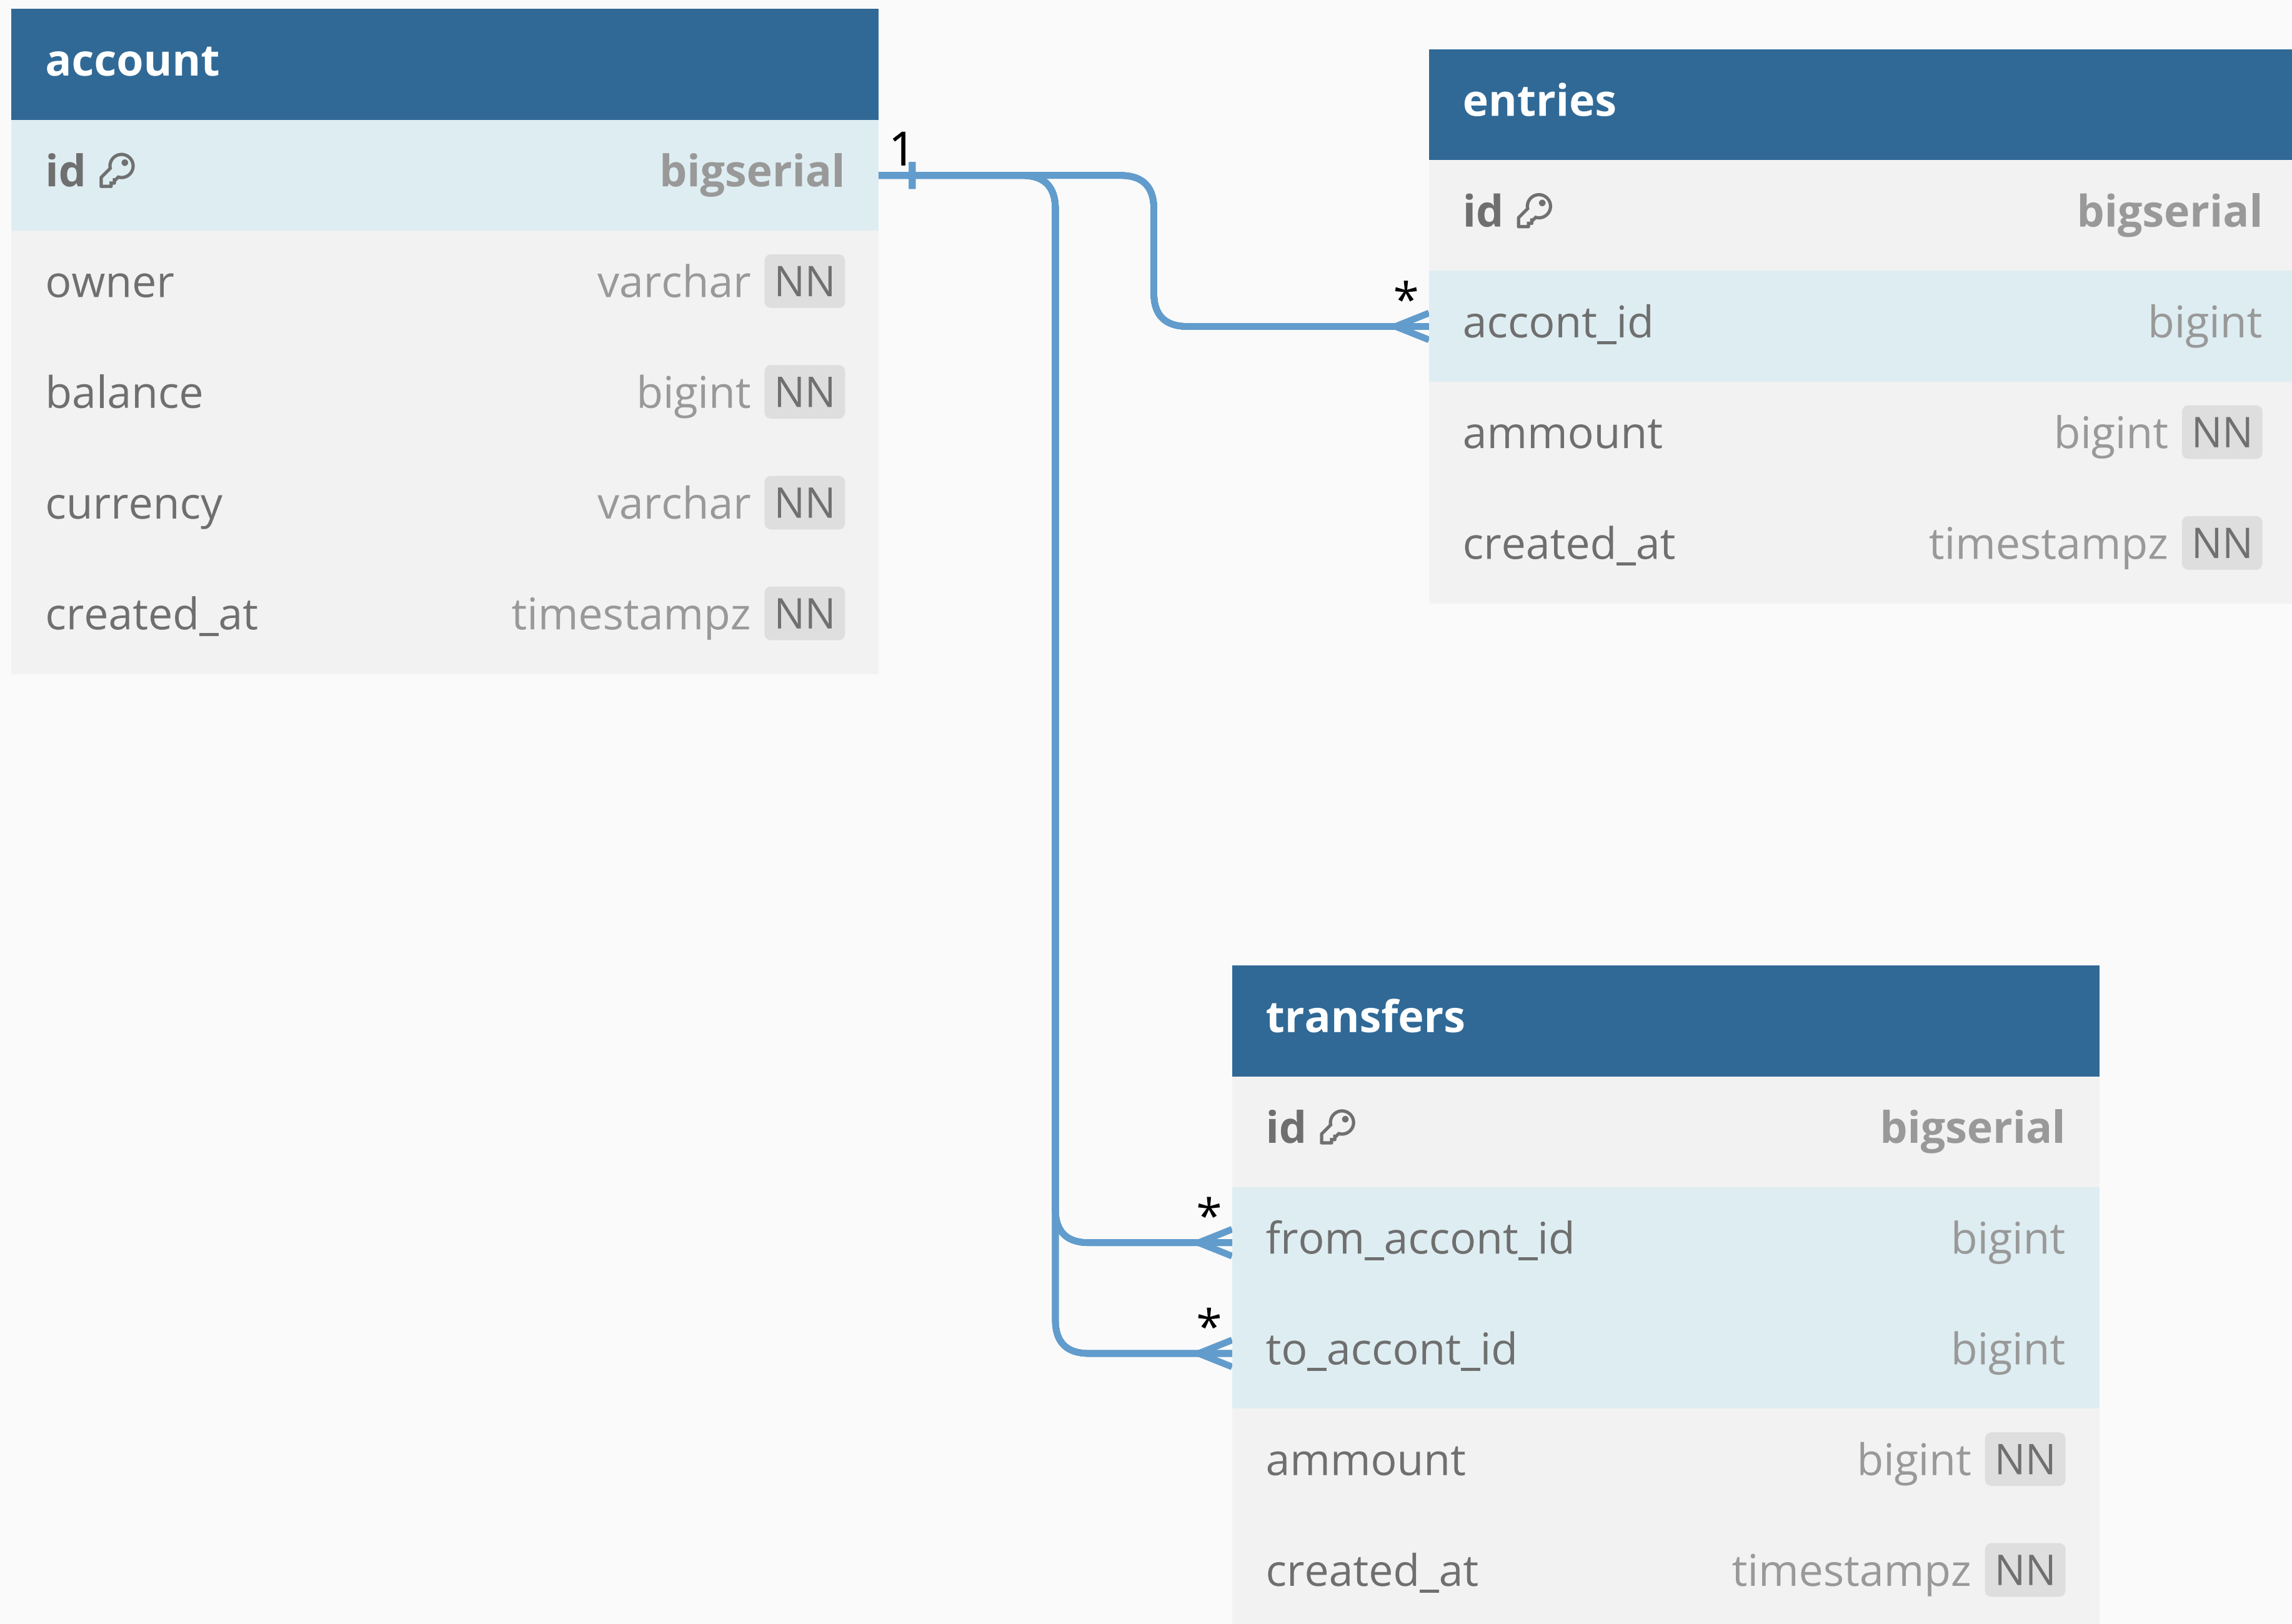 account
id bigserial
owner varchar NN
balance bigint NN
currency varchar NN
created_at timestampz NN
1
entries
id bigserial
*
accont_id bigint
ammount bigint NN
created_at timestampz NN
transfers
id bigserial
*
from_accont_id bigint
*
to_accont_id bigint
ammount bigint NN
created_at timestampz NN